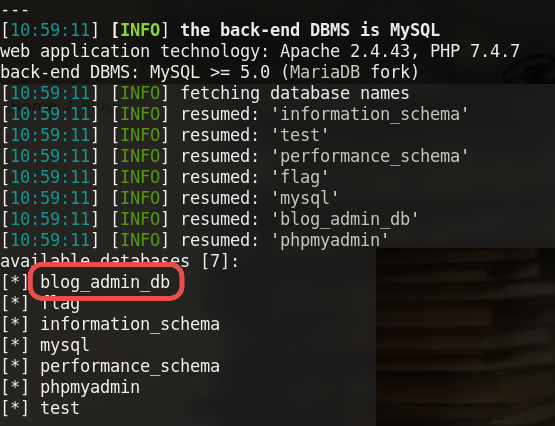 ---
[10:59:11] [INFO] the back-end DBMS is MySQL
web application technology: Apache 2.4.43, PHP 7.4.7
back-end DBMS: MySQL >= 5.0 (MariaDB fork)
[10:59:11] [INFO] fetching database names
[10:59:11] [INFO] resumed: 'information_schema'
[10:59:11] [INFO] resumed: 'test'
[10:59:11] [INFO] resumed: 'performance_schema'
[10:59:11] [INFO] resumed: 'flag'
[10:59:11] [INFO] resumed: 'mysql'
[10:59:11] [INFO] resumed: 'blog_admin_db'
[10:59:11] [INFO] resumed: 'phpmyadmin'
available databases [7]:
[*] blog_admin_db
[*] flag
[*] information_schema
[*] mysql
[*] performance_schema
[*] phpmyadmin
[*] test